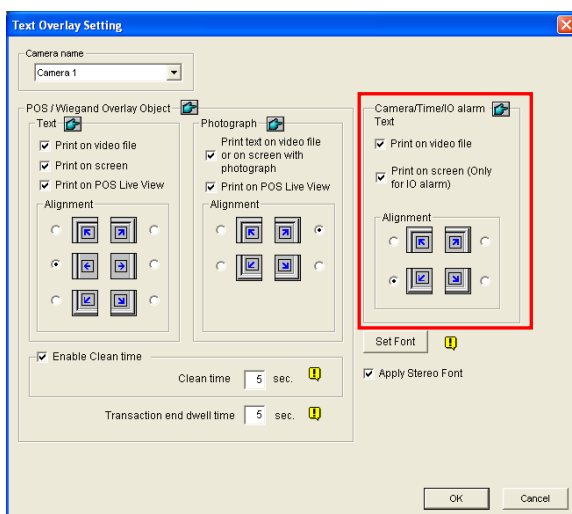 Text Overlay Setting
Camera name
Camera 1
POS / Wiegand Overlay Object
Text
Print on video file
Print on screen
Print on POS Live View
Alignment
Photograph
Print text on video file
or on screen with
photograph
Print on POS Live View
Alignment
Camera/Time/IO alarm
Text
Print on video file
Print on screen (Only
for IO alarm)
Alignment
Enable Clean time
Clean time 5 sec.
Transaction end dwell time 5 sec.
Set Font
Apply Stereo Font
OK Cancel